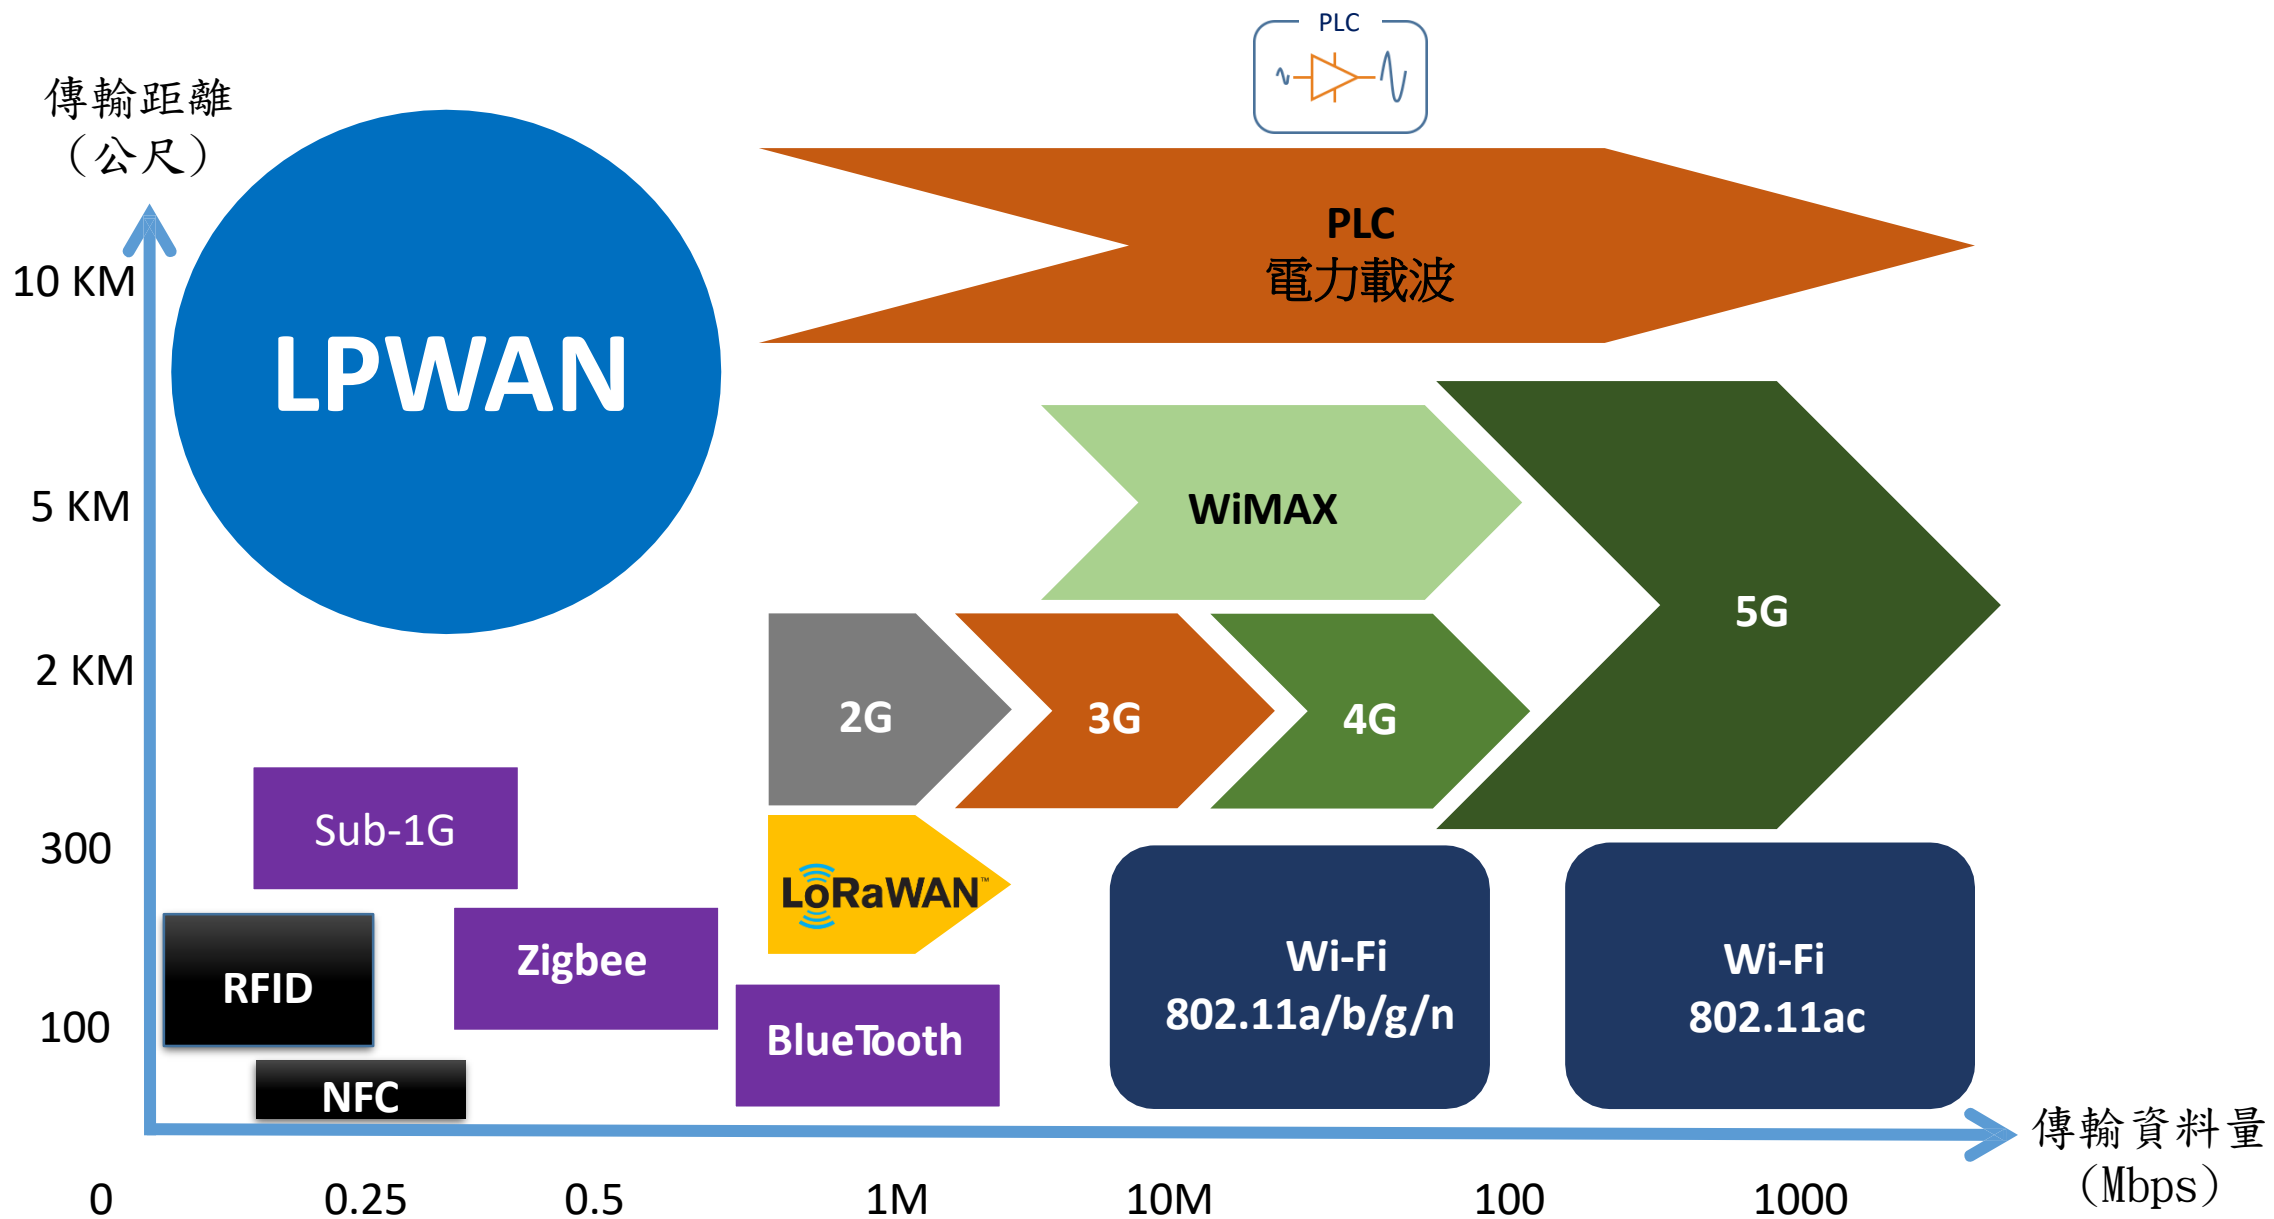 PLC
傳輸距離
（公尺）
PLC
電力載波
10 KM
LPWAN
5 KM
WiMAX
5G
2 KM
2G
3G
4G
Sub-1G
300
LoRaWAN™
RFID
Zigbee
Wi-Fi
802.11a/b/g/n
Wi-Fi
802.11ac
100
BlueTooth
NFC
傳輸資料量
（Mbps）
0
0.25
0.5
1M
10M
100
1000